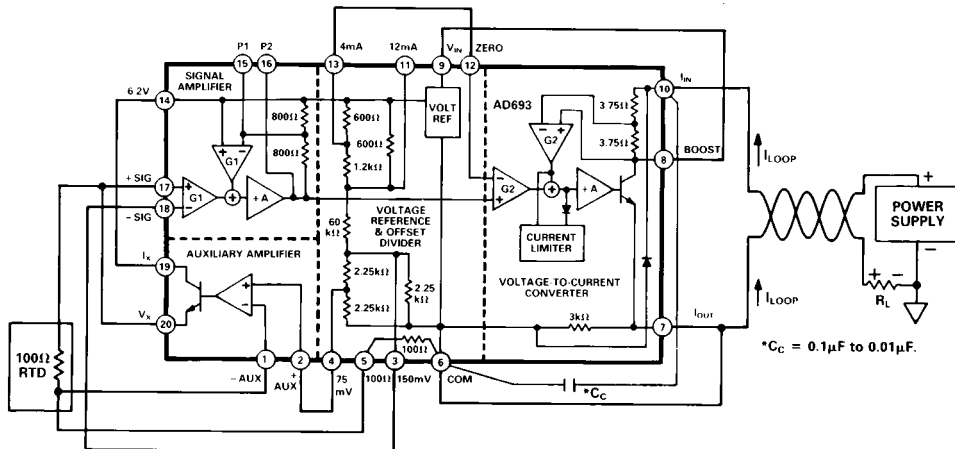 4mA 12mA VIN ZERO
P1 P2
15 16 13 11 9 12
SIGNAL
AMPLIFIER
6 2V 14
800Ω
800Ω
600Ω
600Ω
1.2kΩ
VOLT
REF
AD693
3 75Ω
3.75Ω
IIN
10
8 BOOST
ILOOP
+ -
G1
- +
G2
+ SIG 17 + G1 + + A
- SIG 18 -
- G2 + + A
+
60
kΩ
VOLTAGE
REFERENCE
& OFFSET
DIVIDER
CURRENT
LIMITER
+
POWER
SUPPLY
-
AUXILIARY AMPLIFIER
IX 19
+
-
2.25kΩ
2.25kΩ
2 25
kΩ
VOLTAGE-TO-CURRENT
CONVERTER
ILOOP
+ -
RL
VX 20
3kΩ
7 IOUT
100Ω
RTD
100Ω
*CC = 0.1μF to 0.01μF.
1 2 4 5 3 6
- AUX + AUX 75 mV 100Ω 150mV COM
*CC